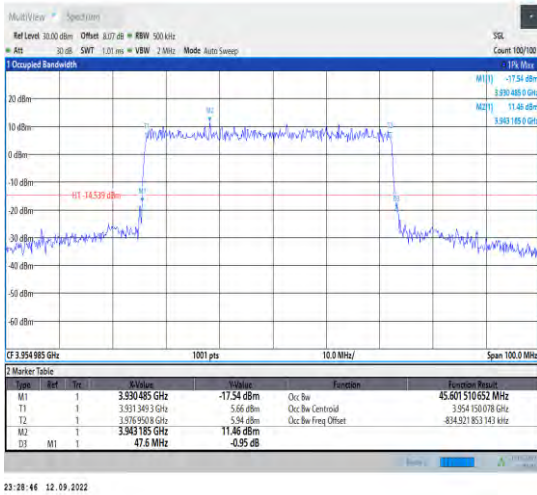 MultiView Spectrum
Ref Level 30.00 dBm Offset 8.07 dB RBW 500 kHz SGL
Att 30 dB SWT 1.01 ms VBW 2 MHz Mode Auto Sweep Count 100/100
1 Occupied Bandwidth 1Pk Max
M1[1] -17.54 dBm
3.930 485 0 GHz
M2[1] 11.46 dBm
3.943 185 0 GHz
20 dBm
10 dBm
0 dBm
-10 dBm
H1 -14.539 dBm
-20 dBm
-30 dBm
-40 dBm
-50 dBm
-60 dBm
M2
T1
M1
CF 3.954 985 GHz 1001 pts 10.0 MHz/ Span 100.0 MHz
2 Marker Table
Type Ref Trc X-Value Y-Value Function Function Result
M1 1 3.930 485 GHz -17.54 dBm Occ Bw 45.601 510 652 MHz
T1 1 3.931 349 3 GHz 5.66 dBm Occ Bw Centroid 3.954 150 078 GHz
T2 1 3.976 950 8 GHz 5.94 dBm Occ Bw Freq Offset -834.921 853 143 kHz
M2 1 3.943 185 GHz 11.46 dBm
D3 M1 1 47.6 MHz -0.95 dB
23:28:46 12.09.2022